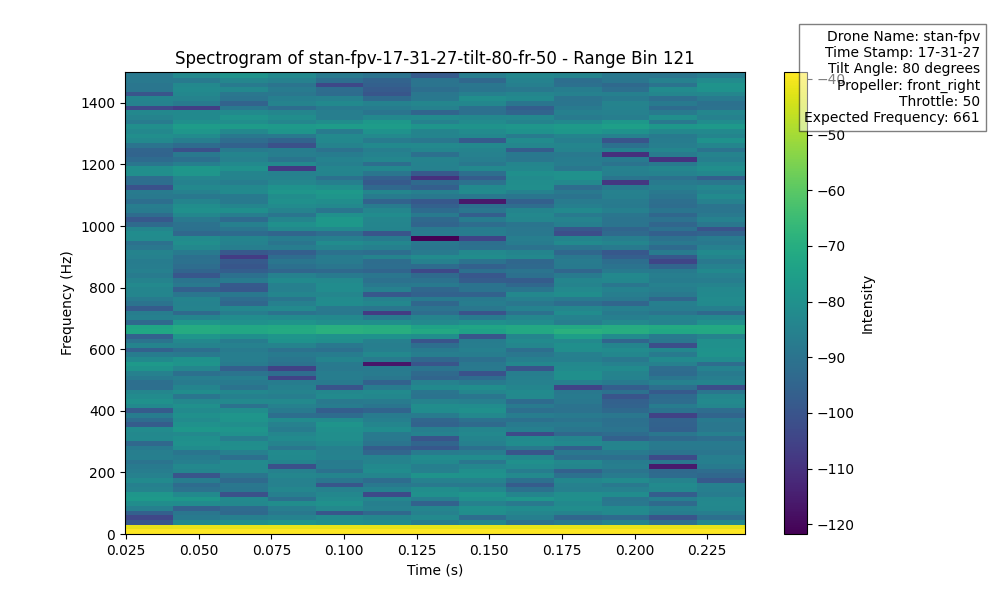 Spectrogram of stan-fpv-17-31-27-tilt-80-fr-50 - Range Bin 121
Drone Name: stan-fpv
Time Stamp: 17-31-27
Tilt Angle: 80 degrees
Propeller: front_right
Throttle: 50
Expected Frequency: 661
Frequency (Hz)
1400
1200
1000
800
600
400
200
0
0.025
0.050
0.075
0.100
0.125
0.150
0.175
0.200
0.225
Time (s)
−40
−50
−60
−70
−80
−90
−100
−110
−120
Intensity